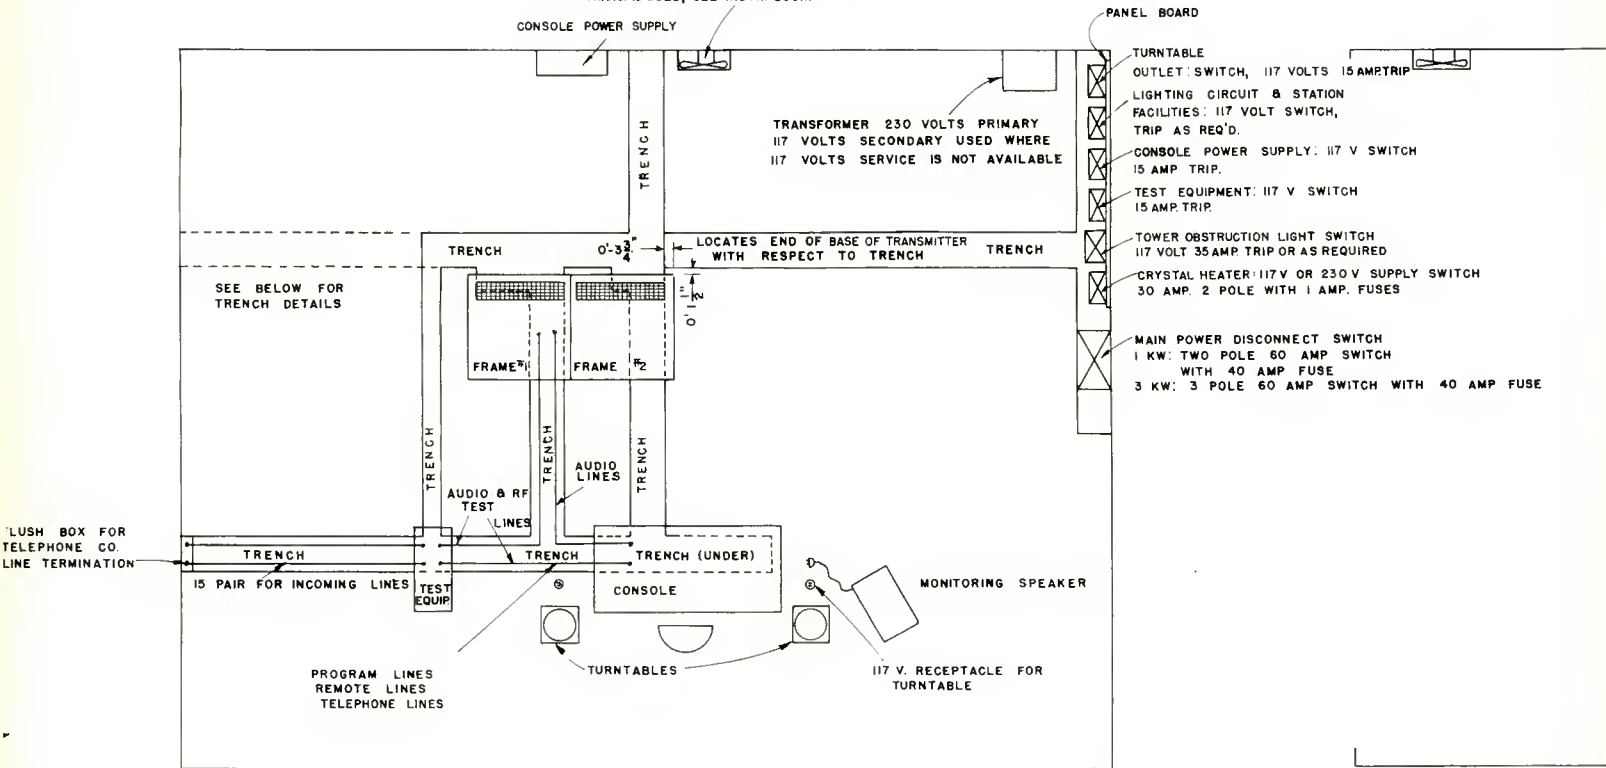 CONSOLE POWER SUPPLY
PANEL BOARD
TURNTABLE
OUTLET: SWITCH, 117 VOLTS 15 AMP.TRIP
LIGHTING CIRCUIT & STATION
FACILITIES: 117 VOLT SWITCH,
TRIP AS REQ'D.
CONSOLE POWER SUPPLY: 117 V SWITCH
15 AMP TRIP.
TEST EQUIPMENT: 117 V SWITCH
15 AMP. TRIP.
TOWER OBSTRUCTION LIGHT SWITCH
117 VOLT 35 AMP. TRIP OR AS REQUIRED
CRYSTAL HEATER: 117 V OR 230 V SUPPLY SWITCH
30 AMP. 2 POLE WITH 1 AMP. FUSES
MAIN POWER DISCONNECT SWITCH
1 KW: TWO POLE 60 AMP SWITCH
WITH 40 AMP FUSE
3 KW: 3 POLE 60 AMP SWITCH WITH 40 AMP FUSE
TRANSFORMER 230 VOLTS PRIMARY
117 VOLTS SECONDARY USED WHERE
117 VOLTS SERVICE IS NOT AVAILABLE
TRENCH
TRENCH
0'-3 3/4"
LOCATES END OF BASE OF TRANSMITTER
WITH RESPECT TO TRENCH
TRENCH
SEE BELOW FOR
TRENCH DETAILS
0' 1 1/2"
FRAME #1
FRAME #2
TRENCH
TRENCH
TRENCH
AUDIO
LINES
AUDIO & RF
TEST
LINES
LUSH BOX FOR
TELEPHONE CO.
LINE TERMINATION
TRENCH
TRENCH
TRENCH (UNDER)
15 PAIR FOR INCOMING LINES
TEST
EQUIP.
CONSOLE
MONITORING SPEAKER
PROGRAM LINES
REMOTE LINES
TELEPHONE LINES
TURNTABLES
117 V. RECEPTACLE FOR
TURNTABLE